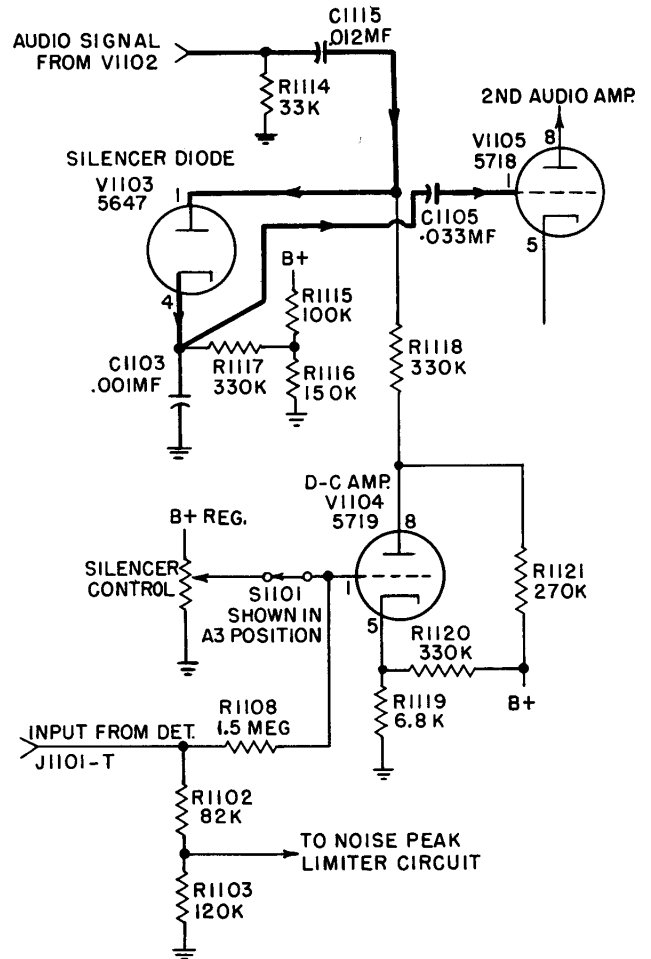 AUDIO SIGNAL
FROM V1102
C1115
.012MF
R1114
33K
2ND AUDIO AMP.
8
V1105
5718
1
5
SILENCER DIODE
V1103
5647
1
4
C1105
.033MF
B+
R1115
100K
R1118
330K
C1103
.001MF
R1117
330K
R1116
150K
D-C AMP.
V1104
5719
8
B+ REG.
SILENCER
CONTROL
S1101
SHOWN IN
A3 POSITION
1
5
R1121
270K
R1120
330K
B+
R1119
6.8K
R1108
1.5 MEG
INPUT FROM DET.
J1101-T
R1102
82K
TO NOISE PEAK
LIMITER CIRCUIT
R1103
120K